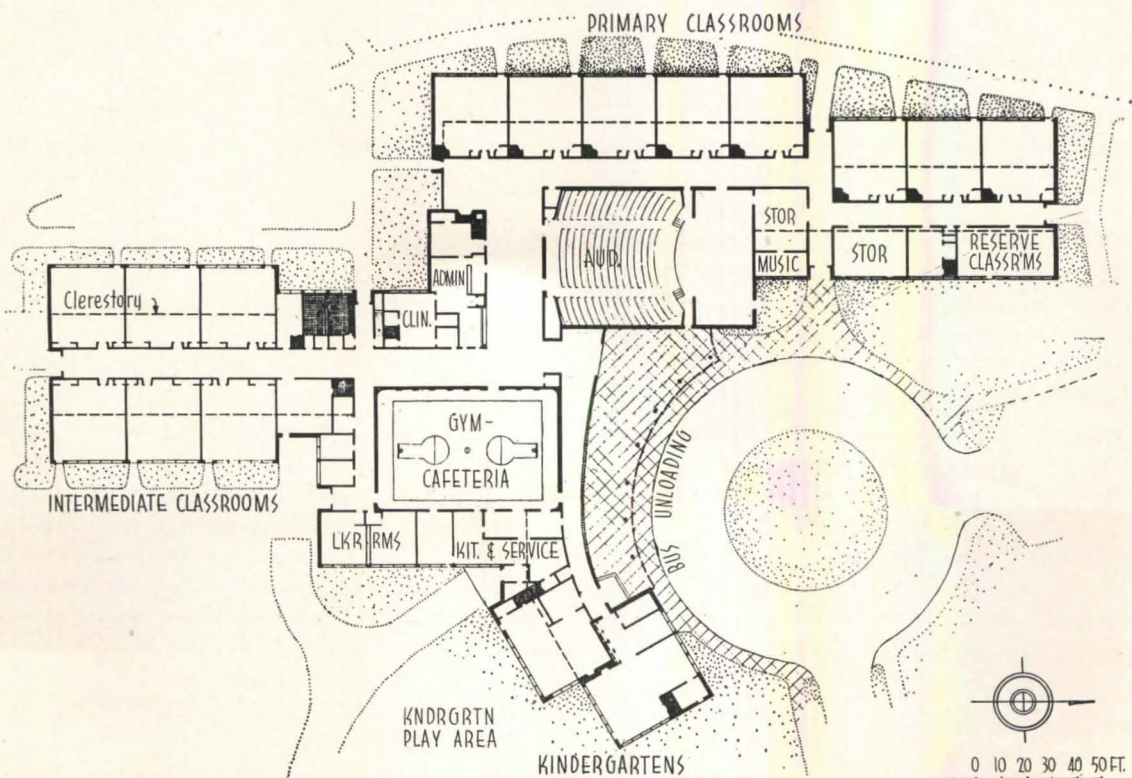 PRIMARY CLASSROOMS
STOR
AUD.
MUSIC
STOR
RESERVE
CLASSR'MS
ADMIN
Clerestory
CLIN.
GYM-
CAFETERIA
INTERMEDIATE CLASSROOMS
BUS UNLOADING
LKR RMS
KIT. & SERVICE
KNDRGRTN
PLAY AREA
KINDERGARTENS
0 10 20 30 40 50 FT.